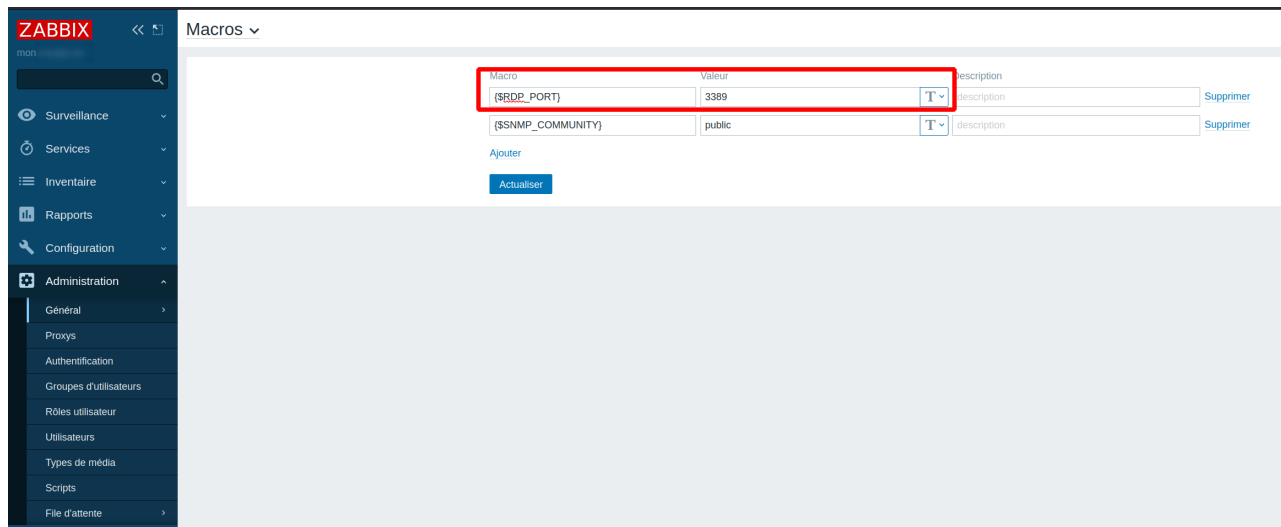 ZABBIX
Macros
mon
Macro Valeur Description
{$RDP_PORT} 3389 T description Supprimer
{$SNMP_COMMUNITY} public T description Supprimer
Ajouter
Actualiser
Surveillance
Services
Inventaire
Rapports
Configuration
Administration
Général
Proxys
Authentification
Groupes d'utilisateurs
Rôles utilisateur
Utilisateurs
Types de média
Scripts
File d'attente